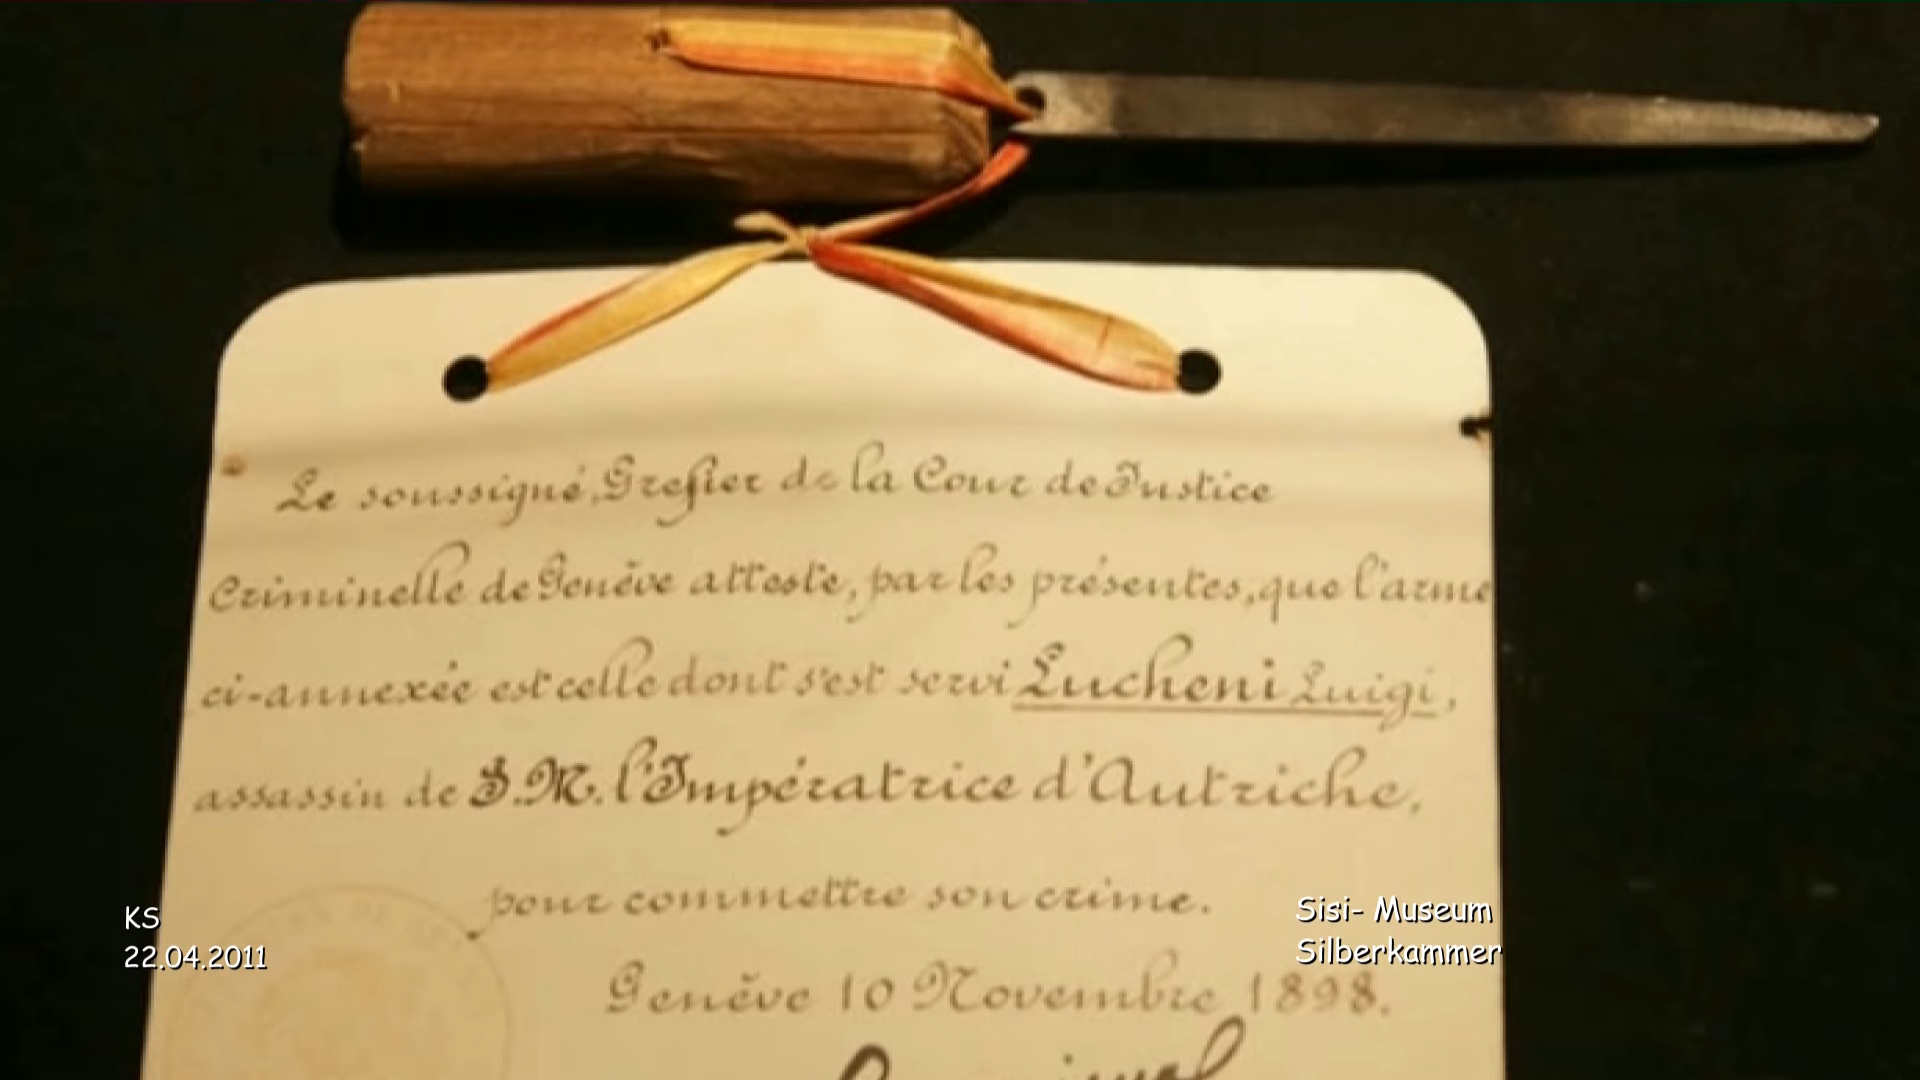 Le soussigné, Greffier de la Cour de Justice
Criminelle de Genève atteste, par les présentes, que l'arme
ci-annexée est celle dont s'est servi Lucheni Luigi,
assassin de S.M. l'Impératrice d'Autriche,
pour commettre son crime.
Genève 10 Novembre 1898.
KS
22.04.2011
Sisi- Museum
Silberkammer